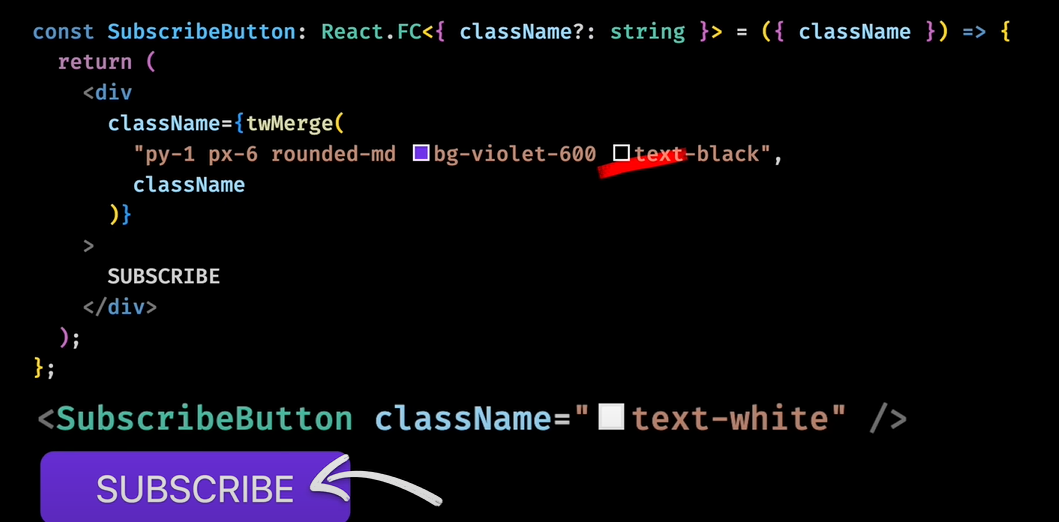 const SubscribeButton: React.FC<{ className?: string }> = ({ className }) => {
return (
<div
className={twMerge(
"py-1 px-6 rounded-md bg-violet-600 text-black",
className
)}
>
SUBSCRIBE
</div>
);
};
<SubscribeButton className="text-white" />
SUBSCRIBE